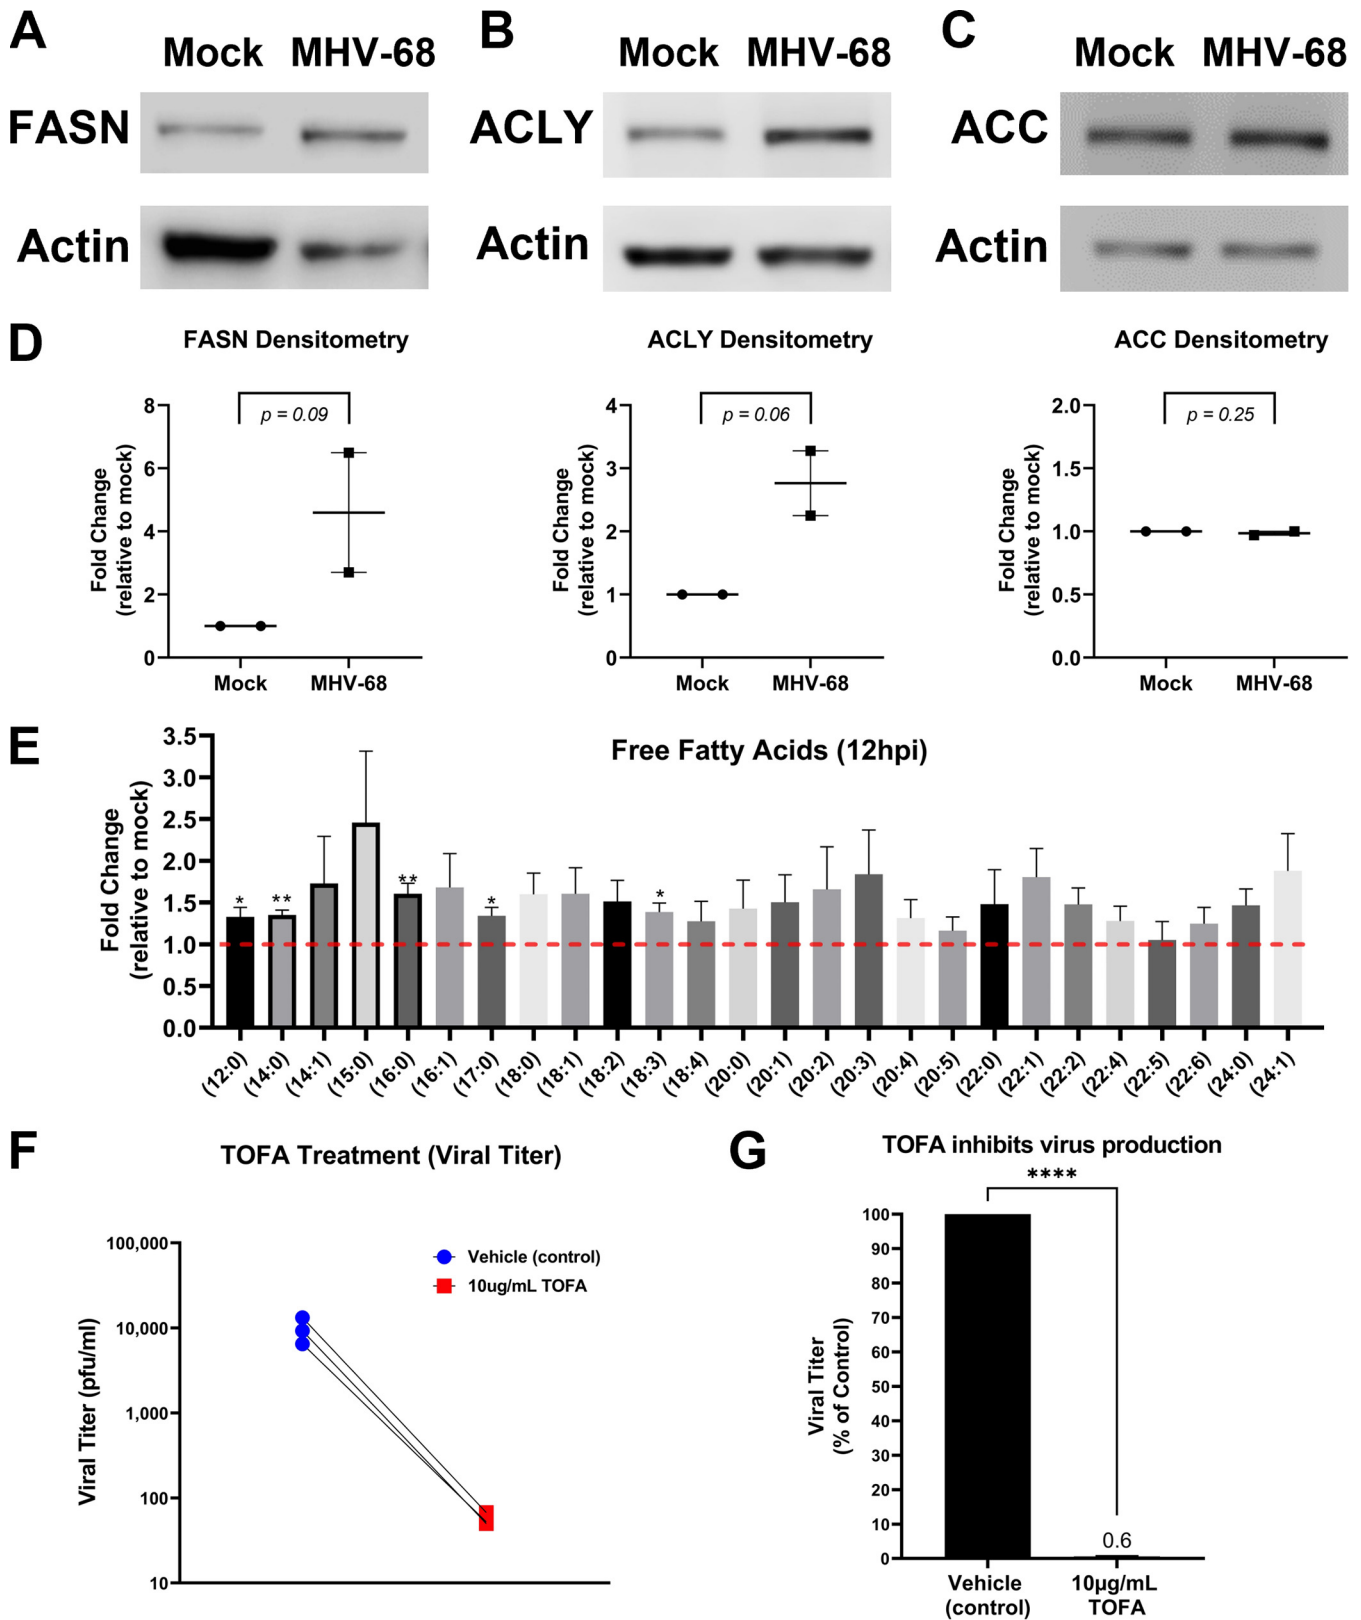 A
Mock MHV-68
FASN
Actin
B
Mock MHV-68
ACLY
Actin
C
Mock MHV-68
ACC
Actin
D
FASN Densitometry
p = 0.09
Fold Change
(relative to mock)
8
6
4
2
0
Mock MHV-68
ACLY Densitometry
p = 0.06
Fold Change
(relative to mock)
4
3
2
1
0
Mock MHV-68
ACC Densitometry
p = 0.25
Fold Change
(relative to mock)
2.0
1.5
1.0
0.5
0.0
Mock MHV-68
E
Free Fatty Acids (12hpi)
Fold Change
(relative to mock)
3.5
3.0
2.5
2.0
1.5
1.0
0.5
0.0
* ** ** * *
(12:0) (14:0) (14:1) (15:0) (16:0) (16:1) (17:0) (18:0) (18:1) (18:2) (18:3) (18:4) (20:0) (20:1) (20:2) (20:3) (20:4) (20:5) (22:0) (22:1) (22:2) (22:4) (22:5) (22:6) (24:0) (24:1)
F
TOFA Treatment (Viral Titer)
Viral Titer (pfu/ml)
100,000
10,000
1,000
100
10
Vehicle (control)
10ug/mL TOFA
G
TOFA inhibits virus production
****
Viral Titer
(% of Control)
100
90
80
70
60
50
40
30
20
10
0
0.6
Vehicle
(control)
10µg/mL
TOFA